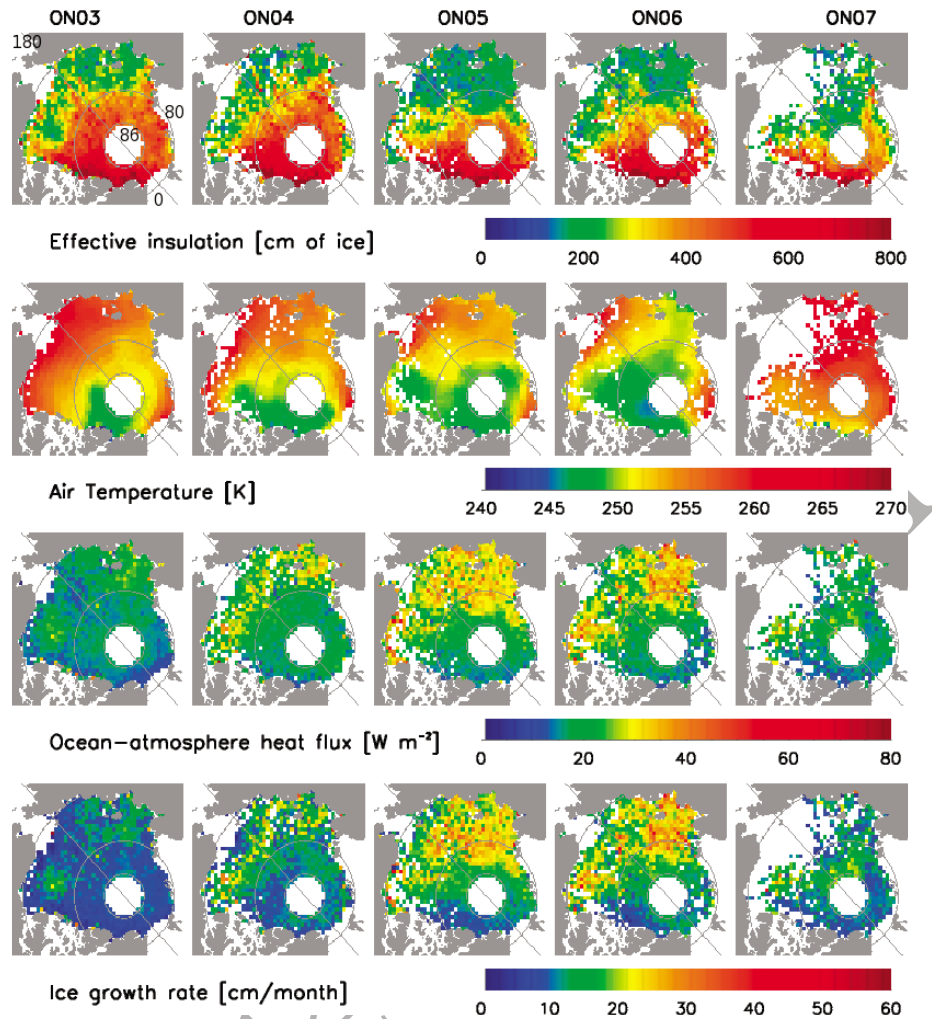 ON03 ON04 ON05 ON06 ON07
180
80
86
0
Effective insulation [cm of ice]
0 200 400 600 800
Air Temperature [K]
240 245 250 255 260 265 270
Ocean-atmosphere heat flux [W m⁻²]
0 20 40 60 80
Ice growth rate [cm/month]
0 10 20 30 40 50 60